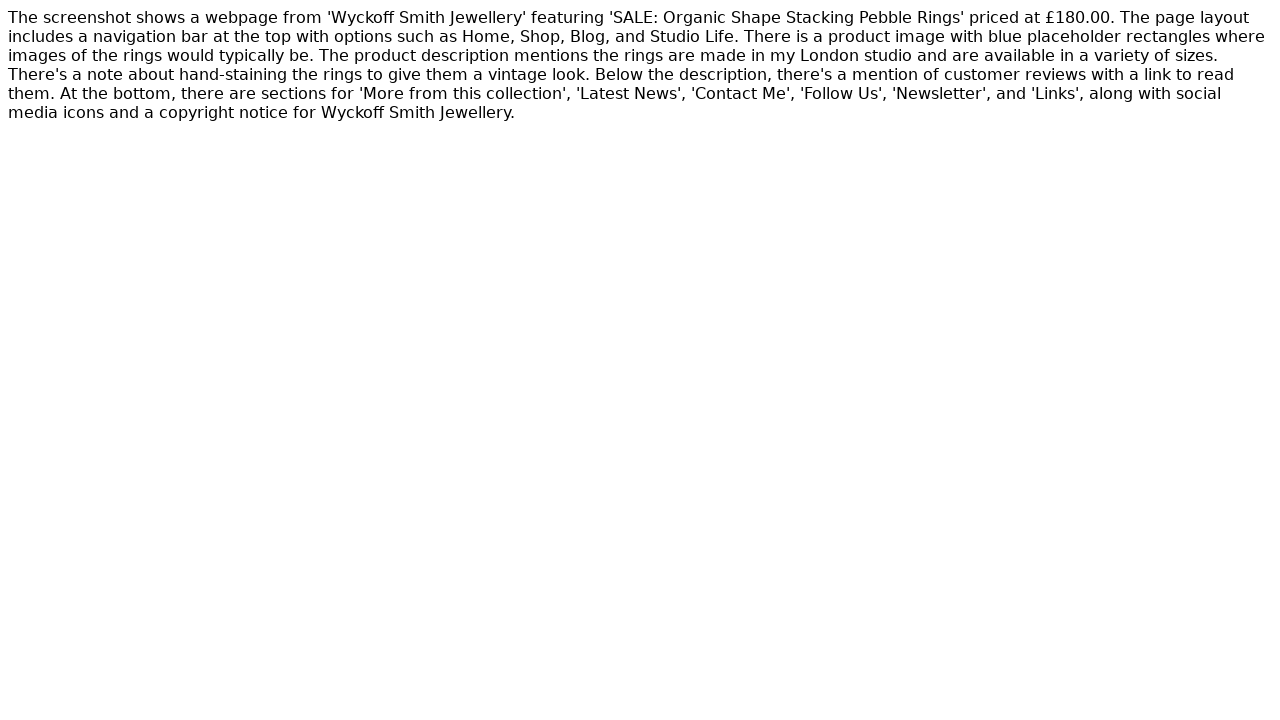 The screenshot shows a webpage from 'Wyckoff Smith Jewellery' featuring 'SALE: Organic Shape Stacking Pebble Rings' priced at £180.00. The page layout
includes a navigation bar at the top with options such as Home, Shop, Blog, and Studio Life. There is a product image with blue placeholder rectangles where
images of the rings would typically be. The product description mentions the rings are made in my London studio and are available in a variety of sizes.
There's a note about hand-staining the rings to give them a vintage look. Below the description, there's a mention of customer reviews with a link to read
them. At the bottom, there are sections for 'More from this collection', 'Latest News', 'Contact Me', 'Follow Us', 'Newsletter', and 'Links', along with social
media icons and a copyright notice for Wyckoff Smith Jewellery.